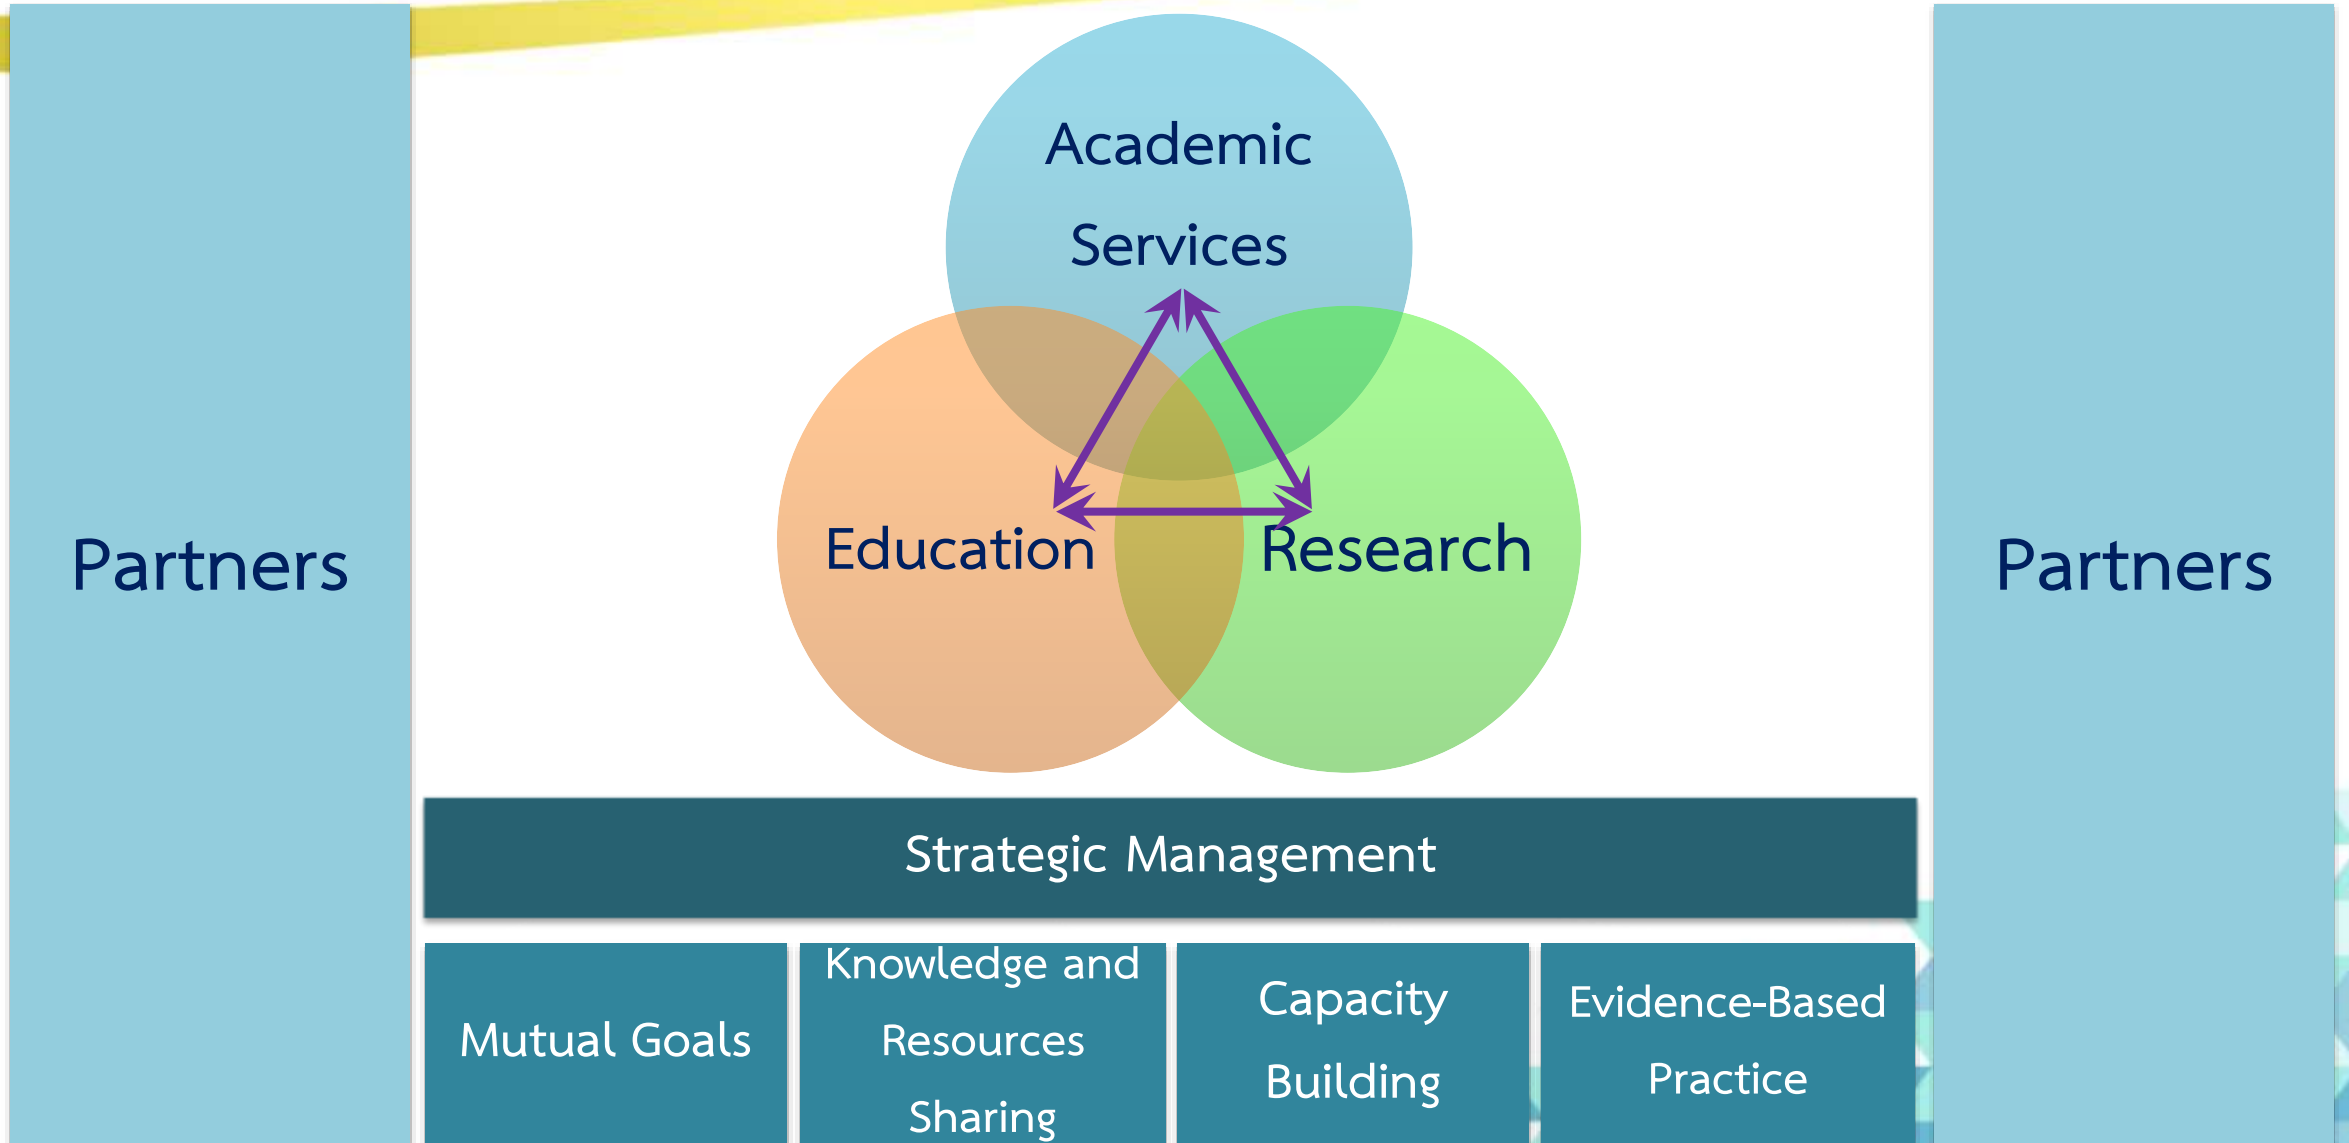 Academic
Services
Education
Research
Partners
Partners
Strategic Management
Mutual Goals
Knowledge and
Resources
Sharing
Capacity
Building
Evidence-Based
Practice